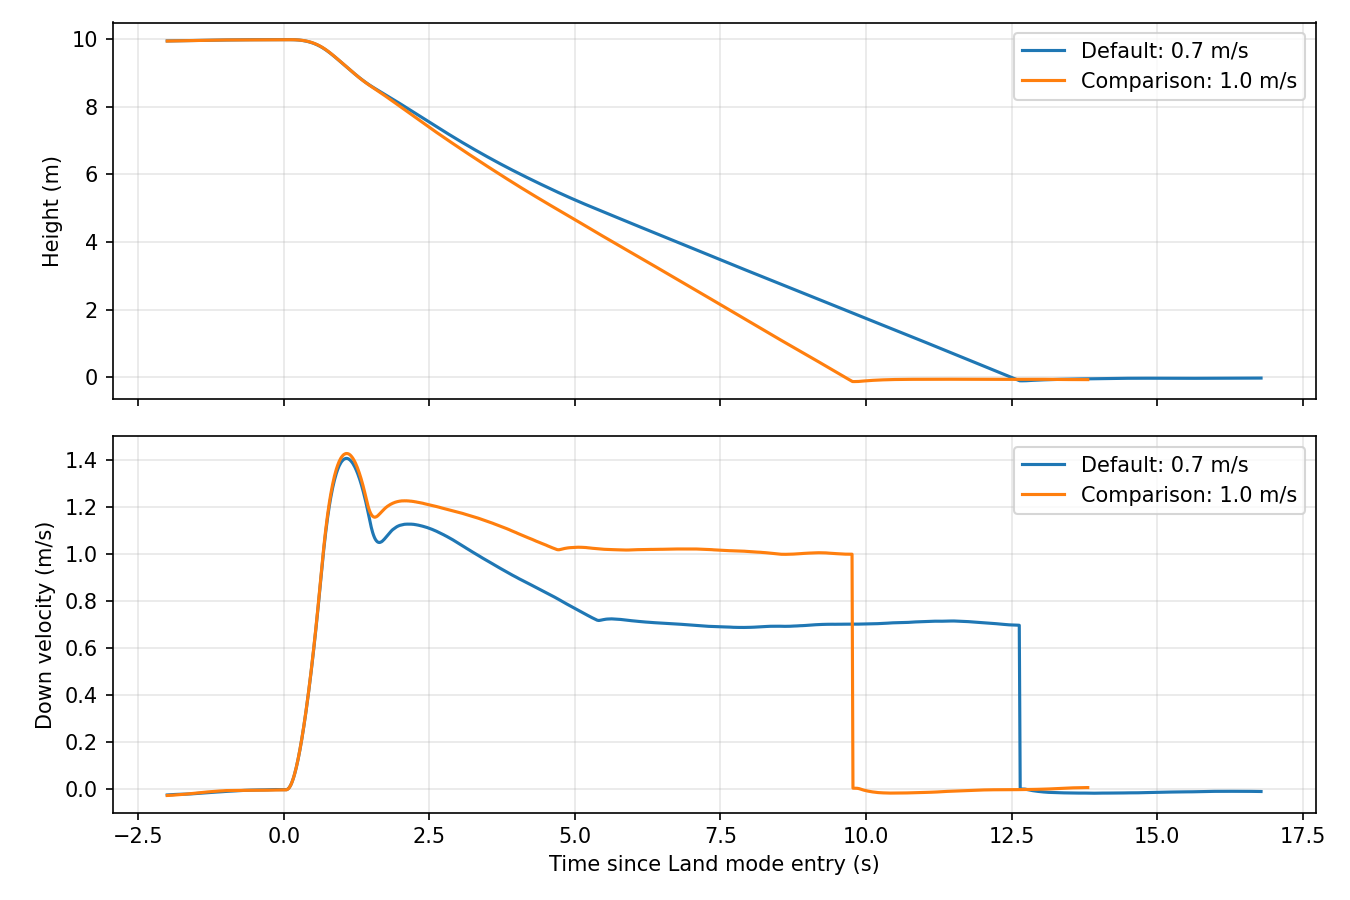 Height (m)
10
8
6
4
2
0
Default: 0.7 m/s
Comparison: 1.0 m/s
Down velocity (m/s)
1.4
1.2
1.0
0.8
0.6
0.4
0.2
0.0
Default: 0.7 m/s
Comparison: 1.0 m/s
−2.5 0.0 2.5 5.0 7.5 10.0 12.5 15.0 17.5
Time since Land mode entry (s)